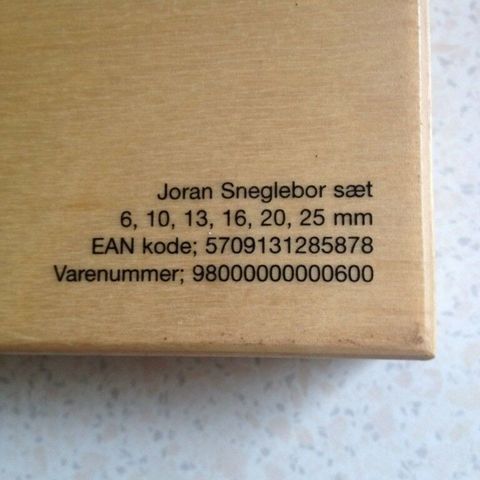 Joran Sneglebor sæt
6, 10, 13, 16, 20, 25 mm
EAN kode; 5709131285878
Varenummer; 98000000000600